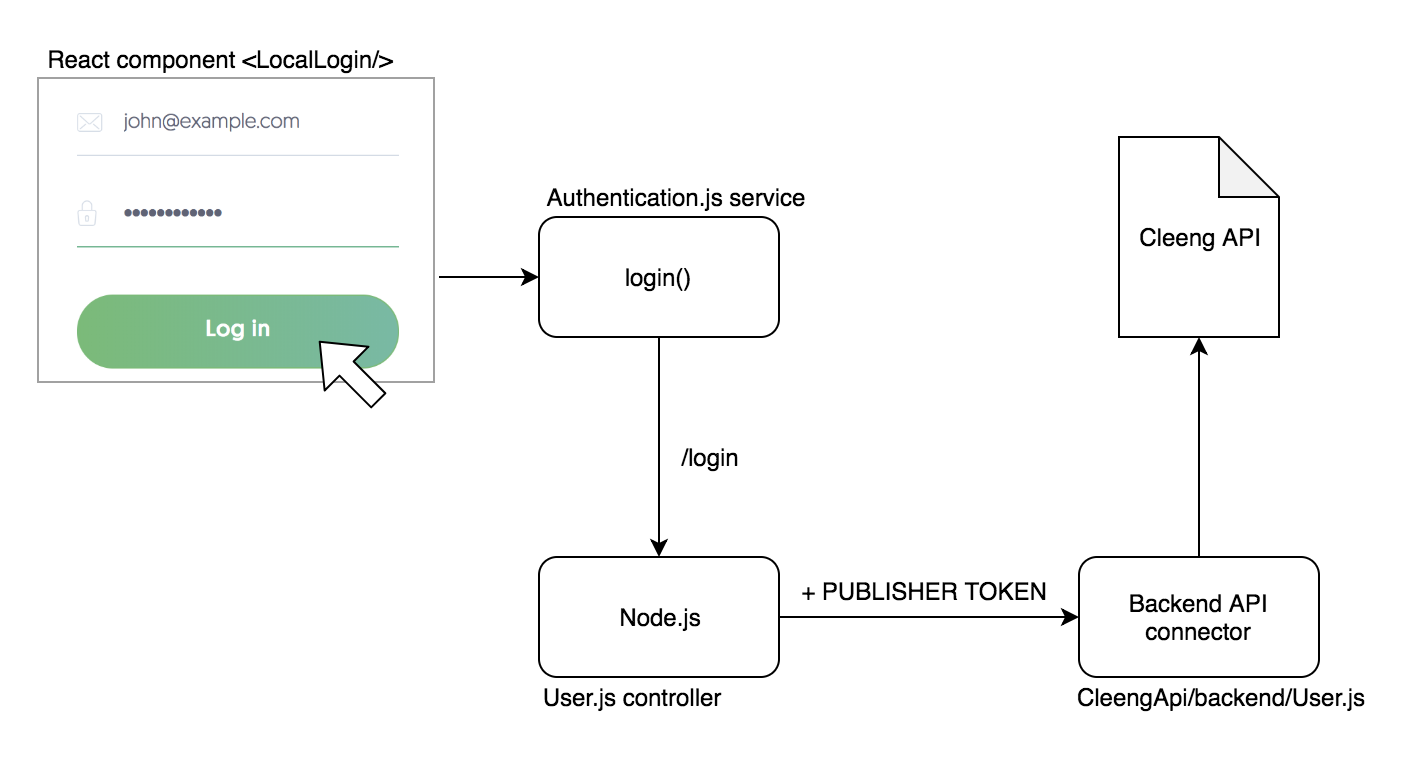 React component <LocalLogin/>
john@example.com
••••••••••••
Log in
Authentication.js service
login()
/login
Node.js
User.js controller
+ PUBLISHER TOKEN
Backend API
connector
CleengApi/backend/User.js
Cleeng API